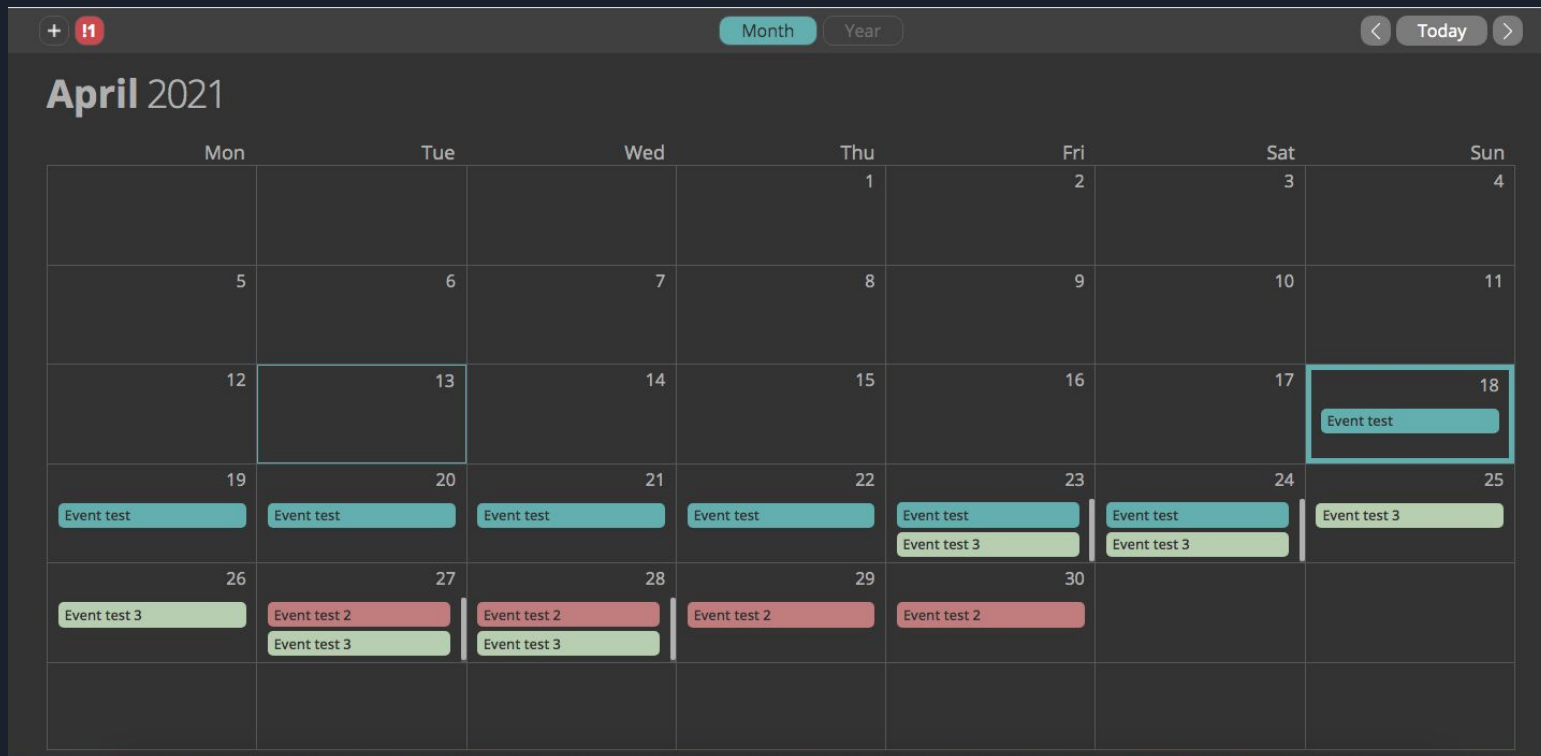 + !1 Month Year < Today >
April 2021
Mon Tue Wed Thu Fri Sat Sun
1 2 3 4
5 6 7 8 9 10 11
12 13 14 15 16 17 18
Event test
19 20 21 22 23 24 25
Event test Event test Event test Event test Event test Event test Event test 3
Event test 3 Event test 3
26 27 28 29 30
Event test 3 Event test 2 Event test 2 Event test 2 Event test 2
Event test 3 Event test 3